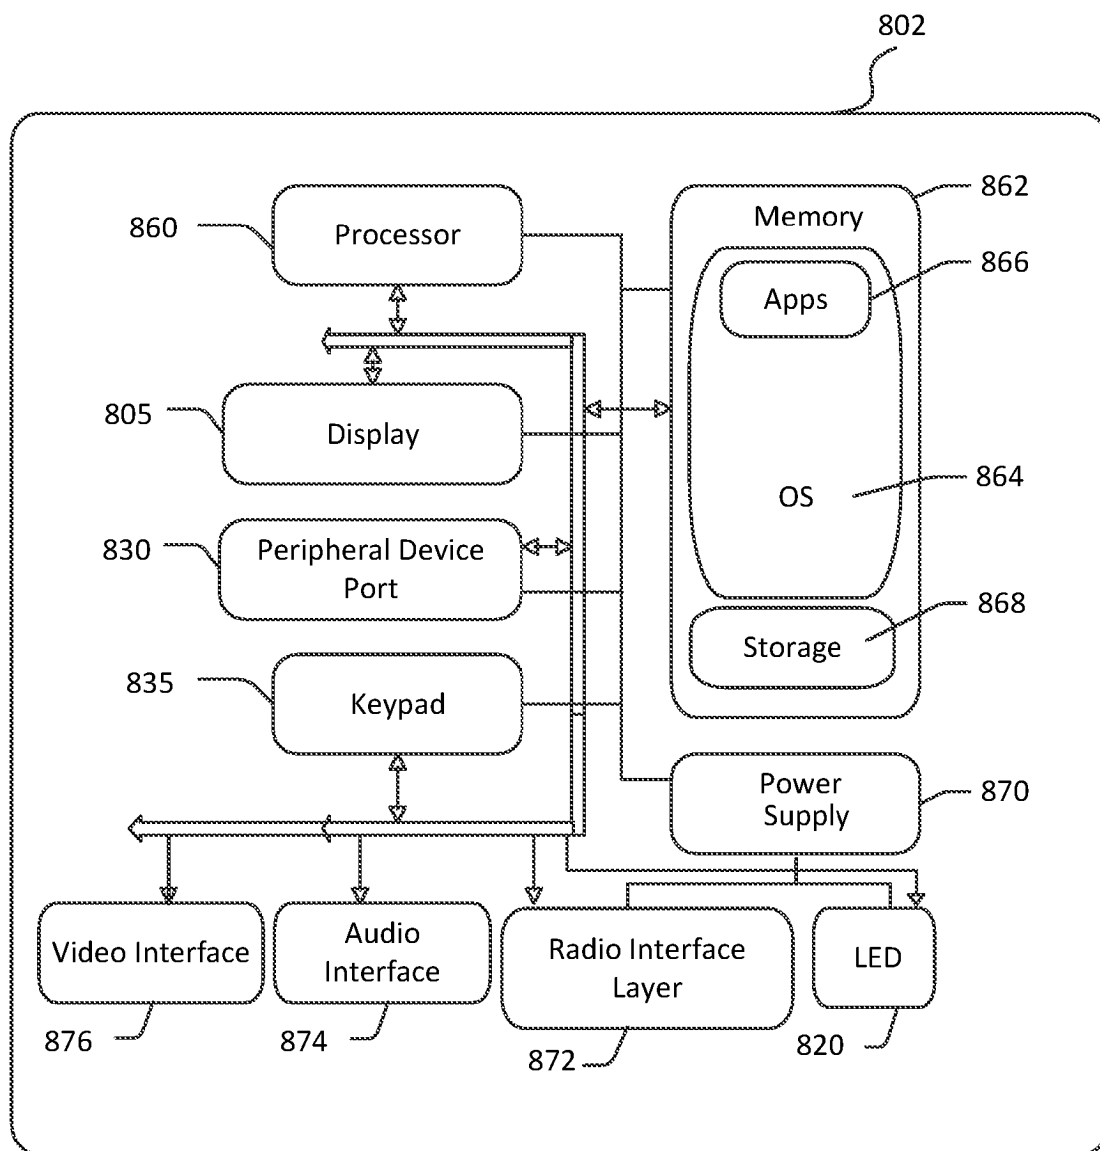 802
860
Processor
Memory
862
Apps
866
805
Display
OS
864
830
Peripheral Device
Port
Storage
868
835
Keypad
Power
Supply
870
Video Interface
Audio
Interface
Radio Interface
Layer
LED
876
874
872
820